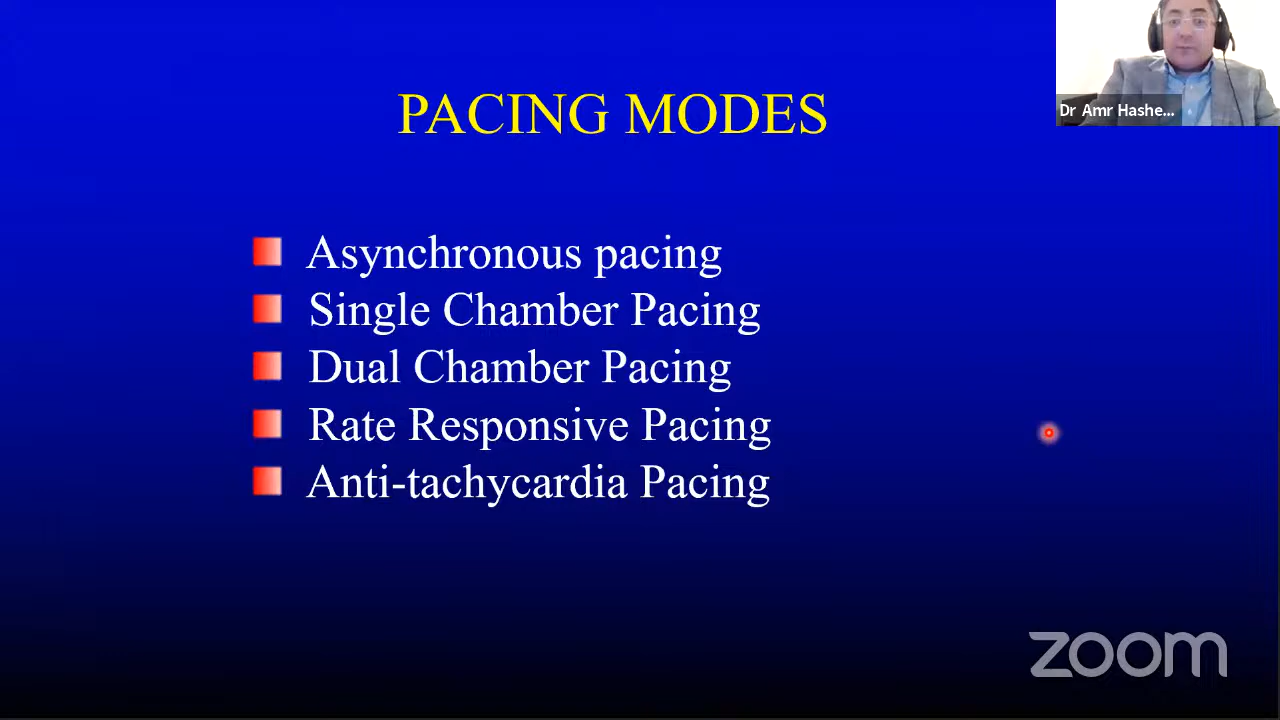 PACING MODES
Dr Amr Hashe...
Asynchronous pacing
Single Chamber Pacing
Dual Chamber Pacing
Rate Responsive Pacing
Anti-tachycardia Pacing
zoom